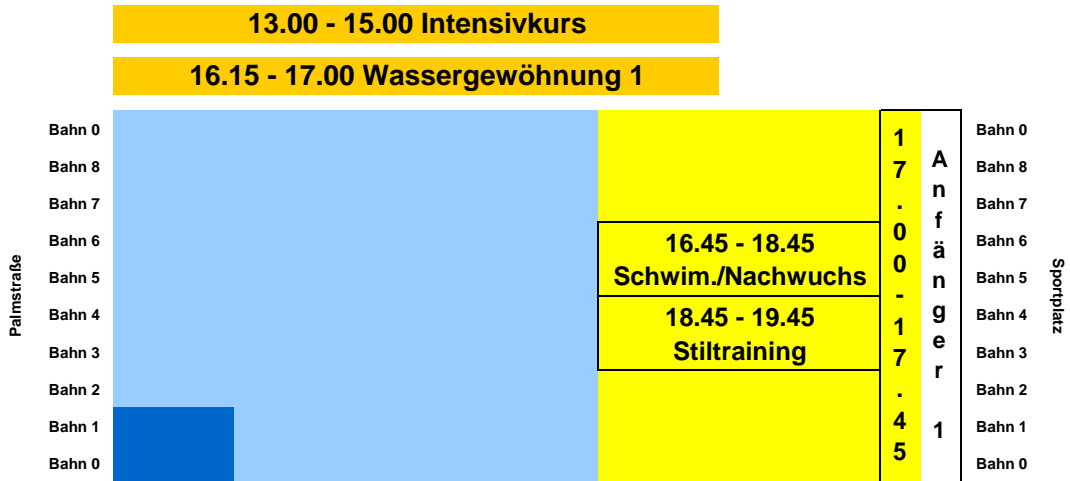 13.00 - 15.00 Intensivkurs
16.15 - 17.00 Wassergewöhnung 1
Palmstraße
Bahn 0
Bahn 8
Bahn 7
Bahn 6
Bahn 5
Bahn 4
Bahn 3
Bahn 2
Bahn 1
Bahn 0
16.45 - 18.45
Schwim./Nachwuchs
18.45 - 19.45
Stiltraining
17.00-17.45
Anfänger 1
Bahn 0
Bahn 8
Bahn 7
Bahn 6
Bahn 5
Bahn 4
Bahn 3
Bahn 2
Bahn 1
Bahn 0
Sportplatz